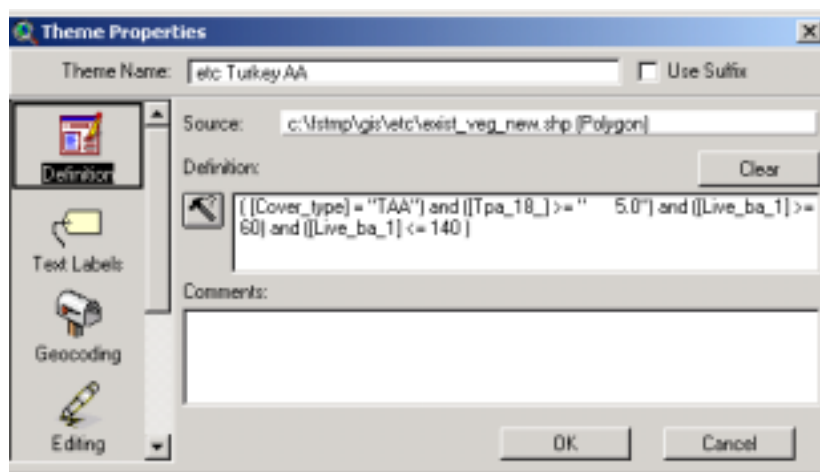 Theme Properties
Theme Name: etc Turkey AA Use Suffix
Source: c:\fstmp\gis\etc\exist_veg_new.shp (Polygon)
Definition
Definition: Clear
( [Cover_type] = "TAA") and ([Tpa_18_] >= "      5.0") and ([Live_ba_1] >=
60) and ([Live_ba_1] <= 140 )
Text Labels
Comments:
Geocoding
Editing
OK Cancel